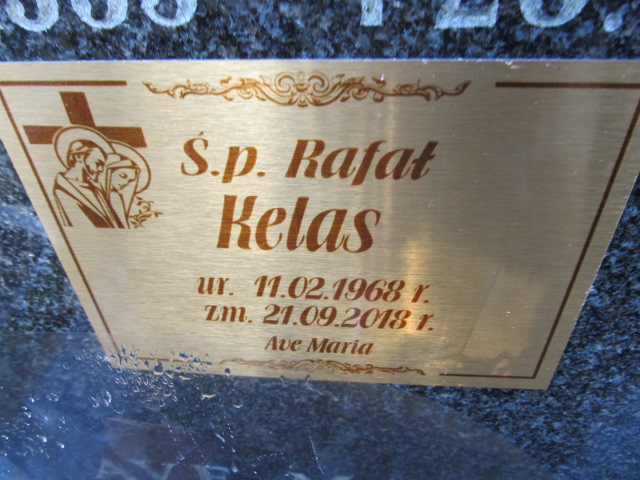 Ś.p. Rafał
Kelas
ur. 11.02.1968 r.
zm. 21.09.2018 r.
Ave Maria